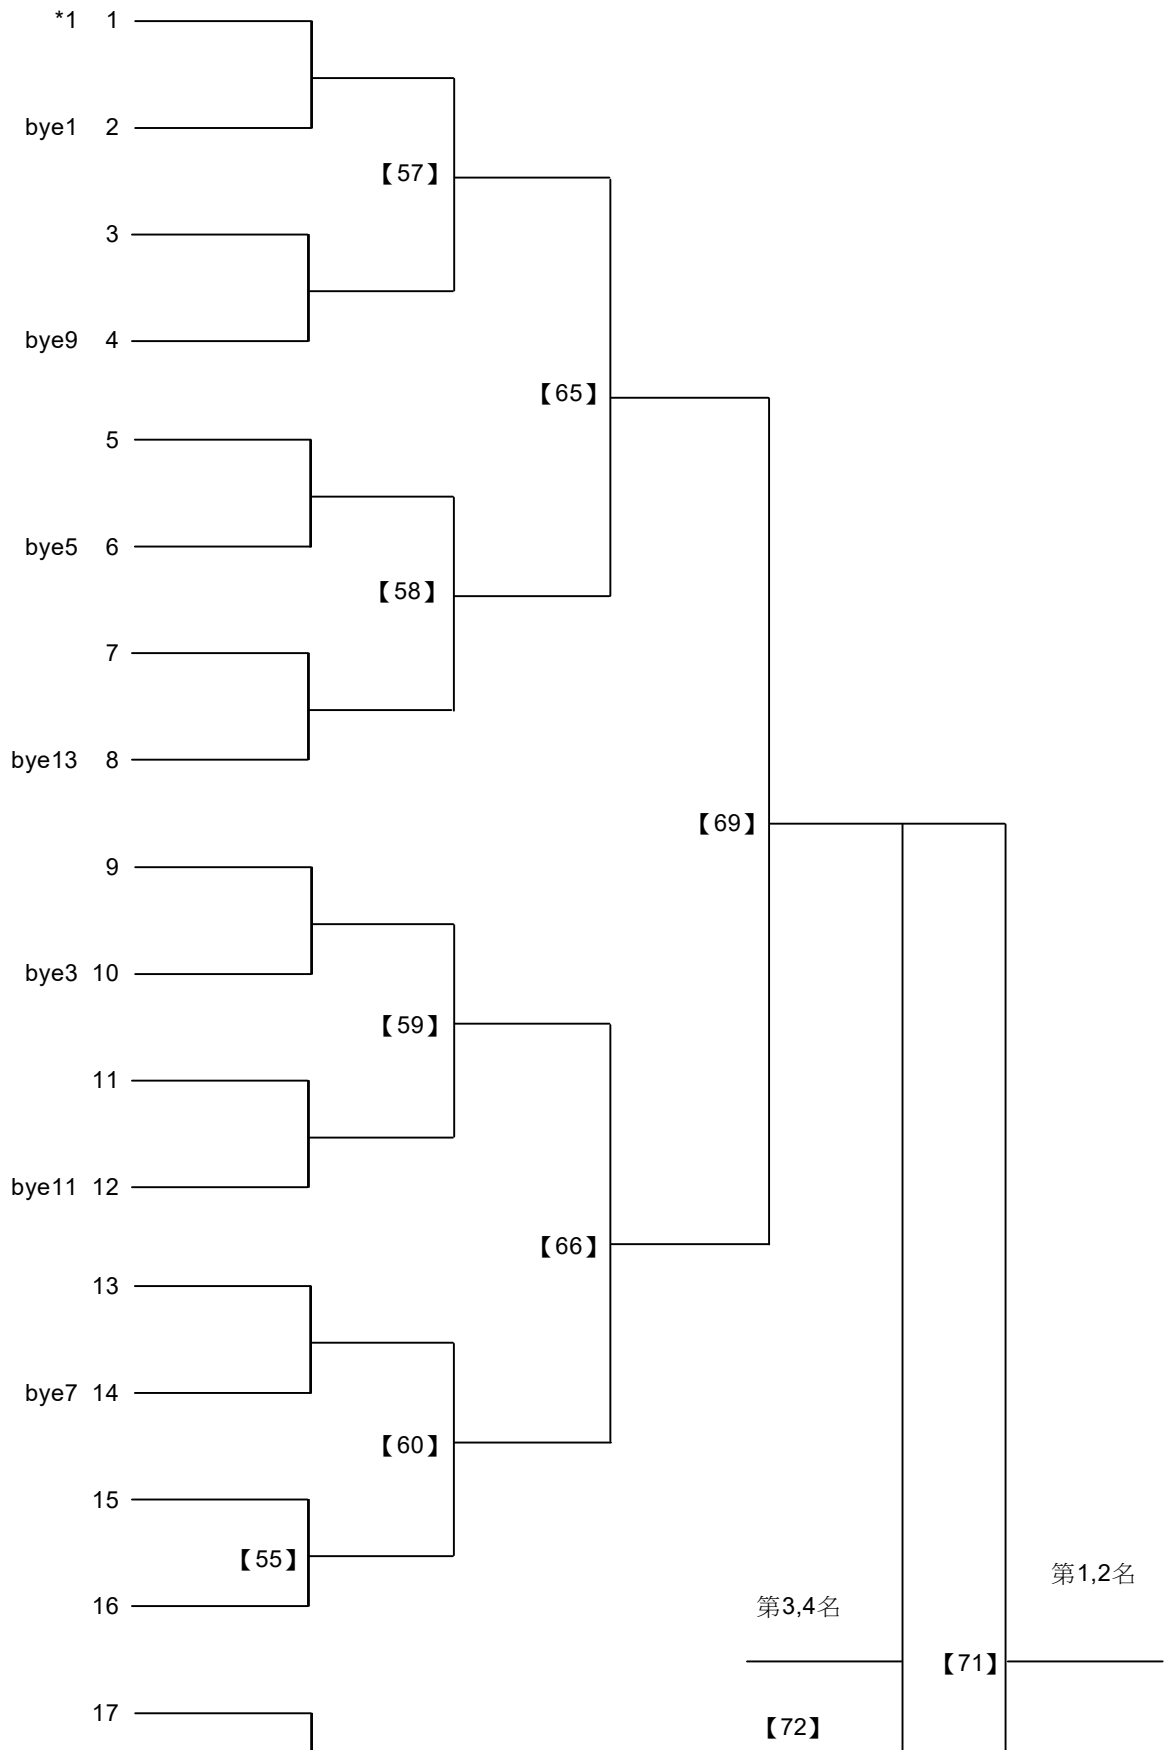 *1 1
bye1 2
【57】
3
bye9 4
【65】
5
bye5 6
【58】
7
bye13 8
【69】
9
bye3 10
【59】
11
bye11 12
【66】
13
bye7 14
【60】
15
【55】
第1,2名
16
第3,4名
【71】
17
【72】